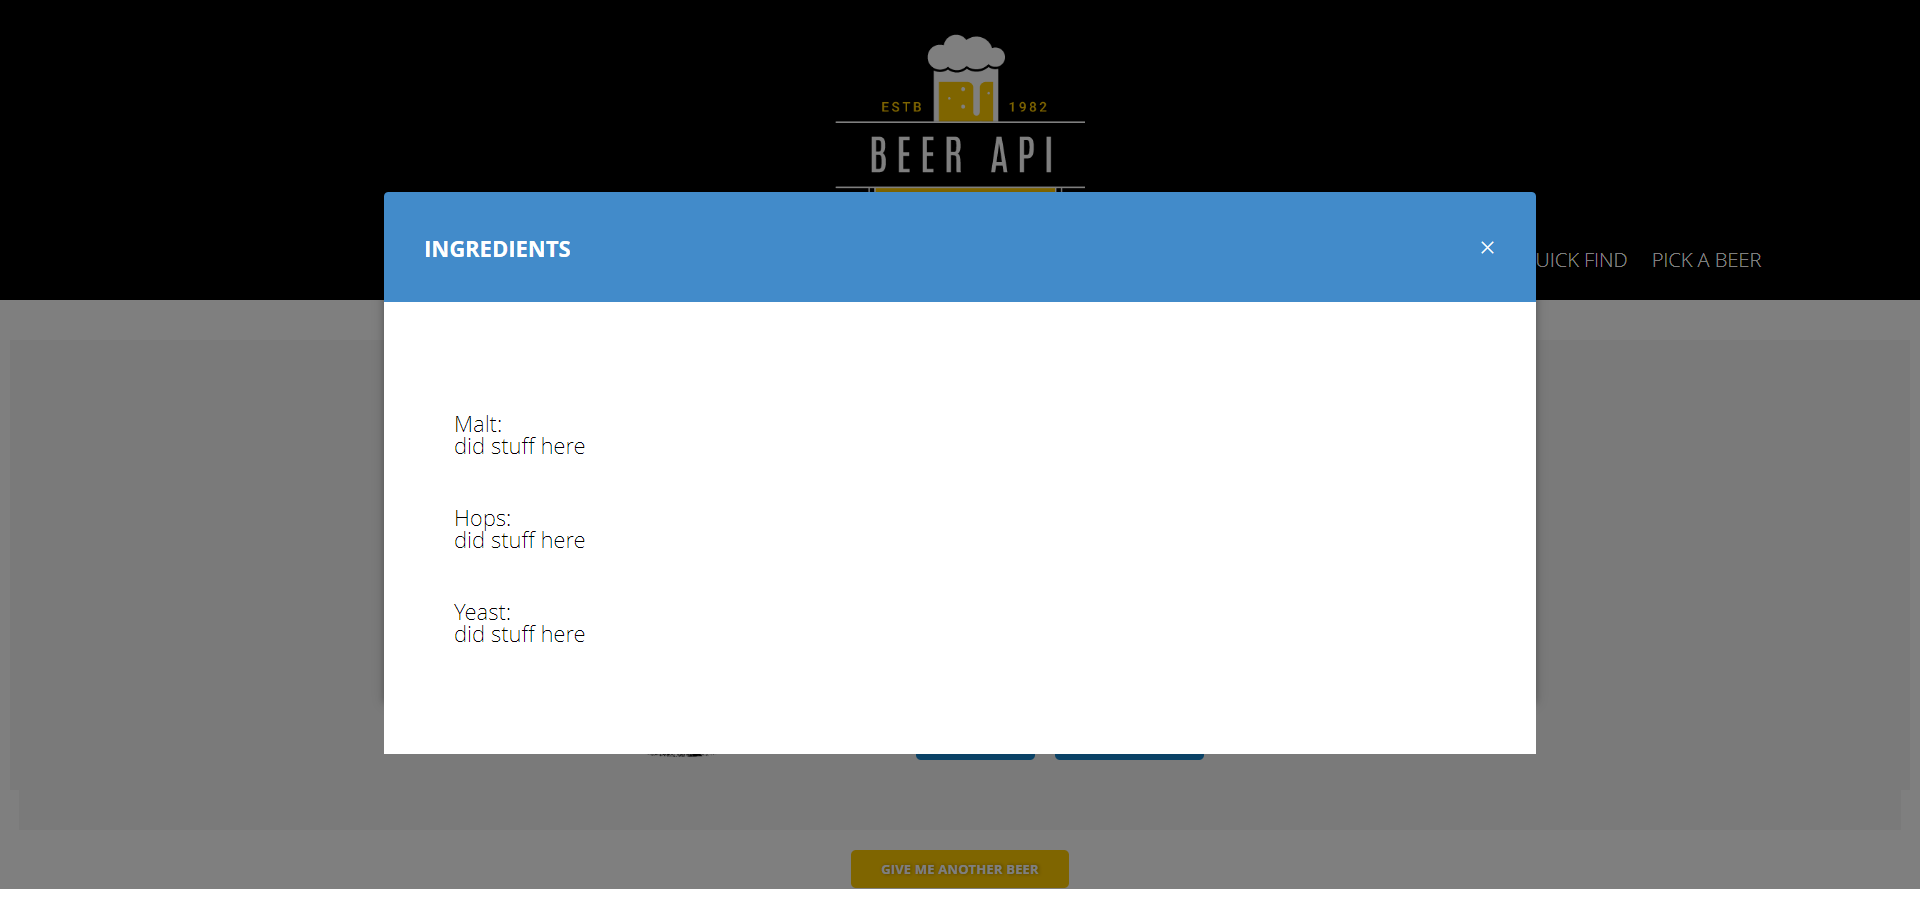 ESTB 1982
BEER API
INGREDIENTS ×
UICK FIND PICK A BEER
Malt:
did stuff here
Hops:
did stuff here
Yeast:
did stuff here
GIVE ME ANOTHER BEER